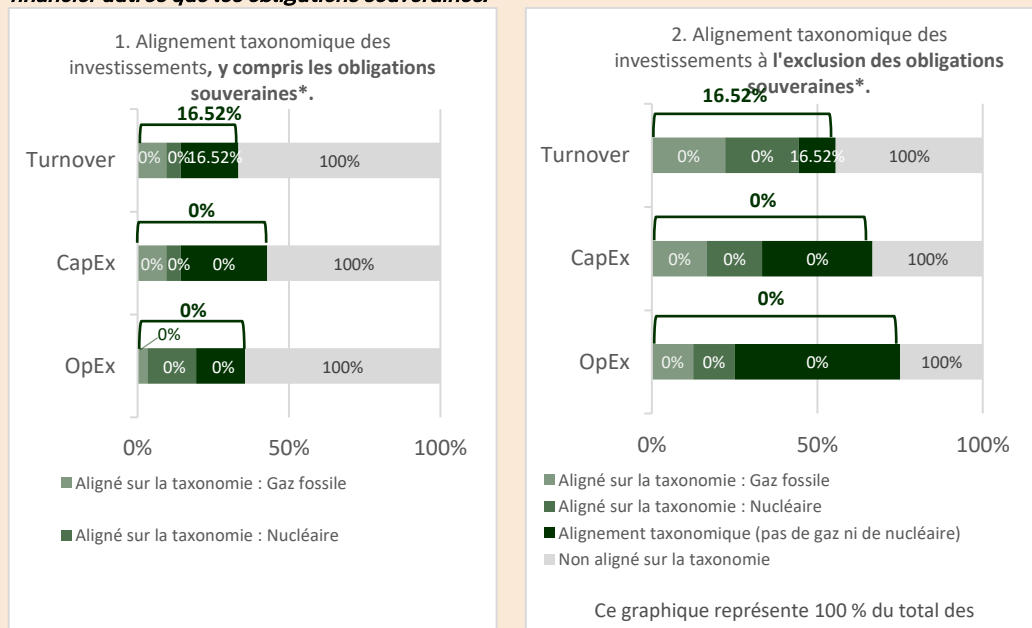 financier autres que les obligations souveraines.
1. Alignement taxonomique des
investissements, y compris les obligations
souveraines*.
16.52%
Turnover
0% 0% 16.52% 100%
0%
CapEx
0% 0% 0% 100%
0%
0%
OpEx
0% 0% 100%
0% 50% 100%
Aligné sur la taxonomie : Gaz fossile
Aligné sur la taxonomie : Nucléaire
2. Alignement taxonomique des
investissements à l'exclusion des obligations
souveraines*.
16.52%
Turnover
0% 0% 16.52% 100%
0%
CapEx
0% 0% 0% 100%
0%
OpEx
0% 0% 0% 100%
0% 50% 100%
Aligné sur la taxonomie : Gaz fossile
Aligné sur la taxonomie : Nucléaire
Alignement taxonomique (pas de gaz ni de nucléaire)
Non aligné sur la taxonomie
Ce graphique représente 100 % du total des